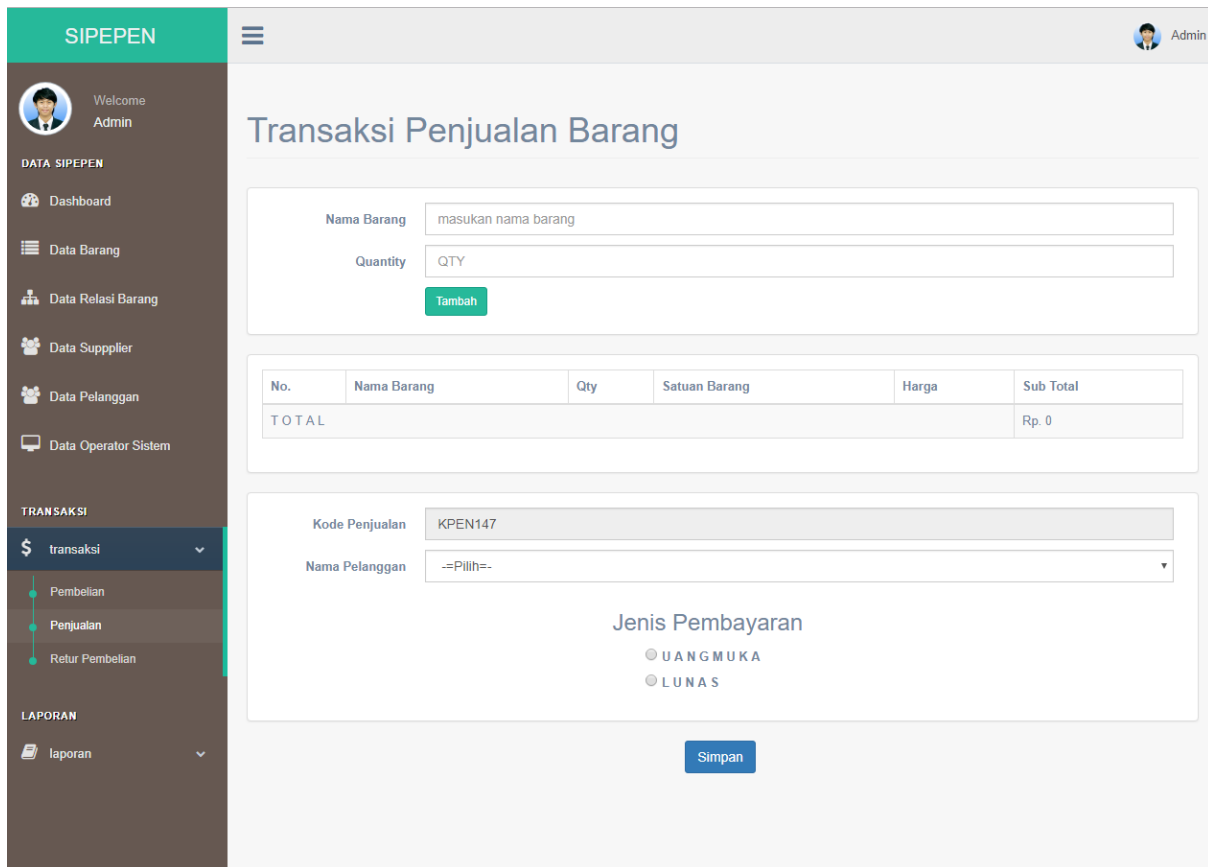 SIPEPEN
Admin
Welcome
Admin
DATA SIPEPEN
Dashboard
Data Barang
Data Relasi Barang
Data Suppplier
Data Pelanggan
Data Operator Sistem
TRANSAKSI
transaksi
Pembelian
Penjualan
Retur Pembelian
LAPORAN
laporan
Transaksi Penjualan Barang
Nama Barang masukan nama barang
Quantity QTY
Tambah
No. Nama Barang Qty Satuan Barang Harga Sub Total
T O T A L Rp. 0
Kode Penjualan KPEN147
Nama Pelanggan -=Pilih=-
Jenis Pembayaran
U A N G M U K A
L U N A S
Simpan